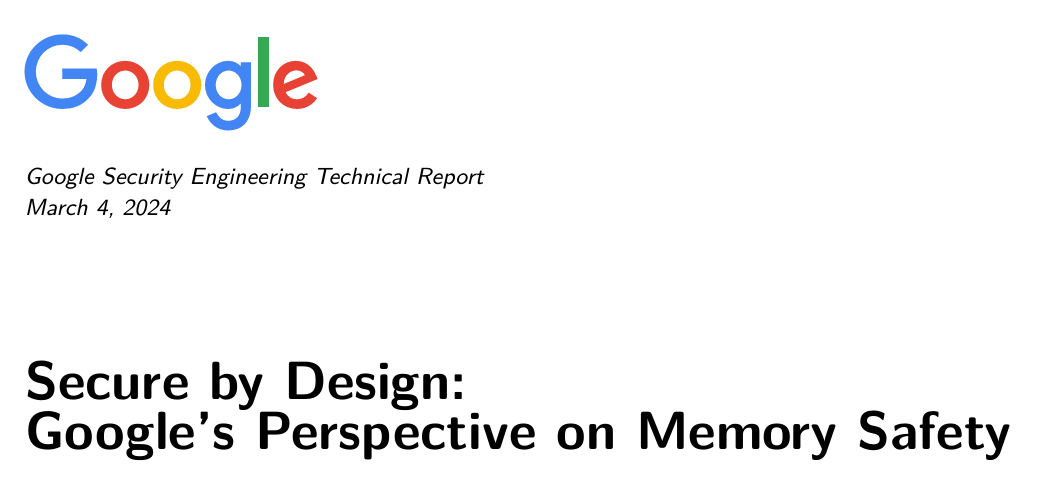 Google
Google Security Engineering Technical Report
March 4, 2024
Secure by Design:
Google's Perspective on Memory Safety